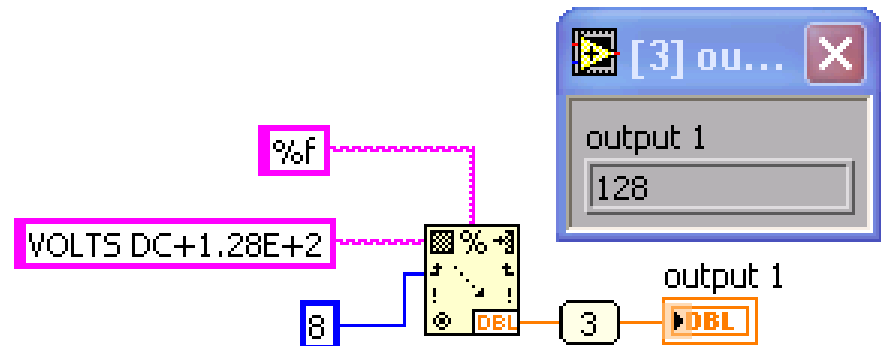 [3] ou...
output 1
128
%f
VOLTS DC+1.28E+2
%
! !
DBL
8
3
output 1
DBL